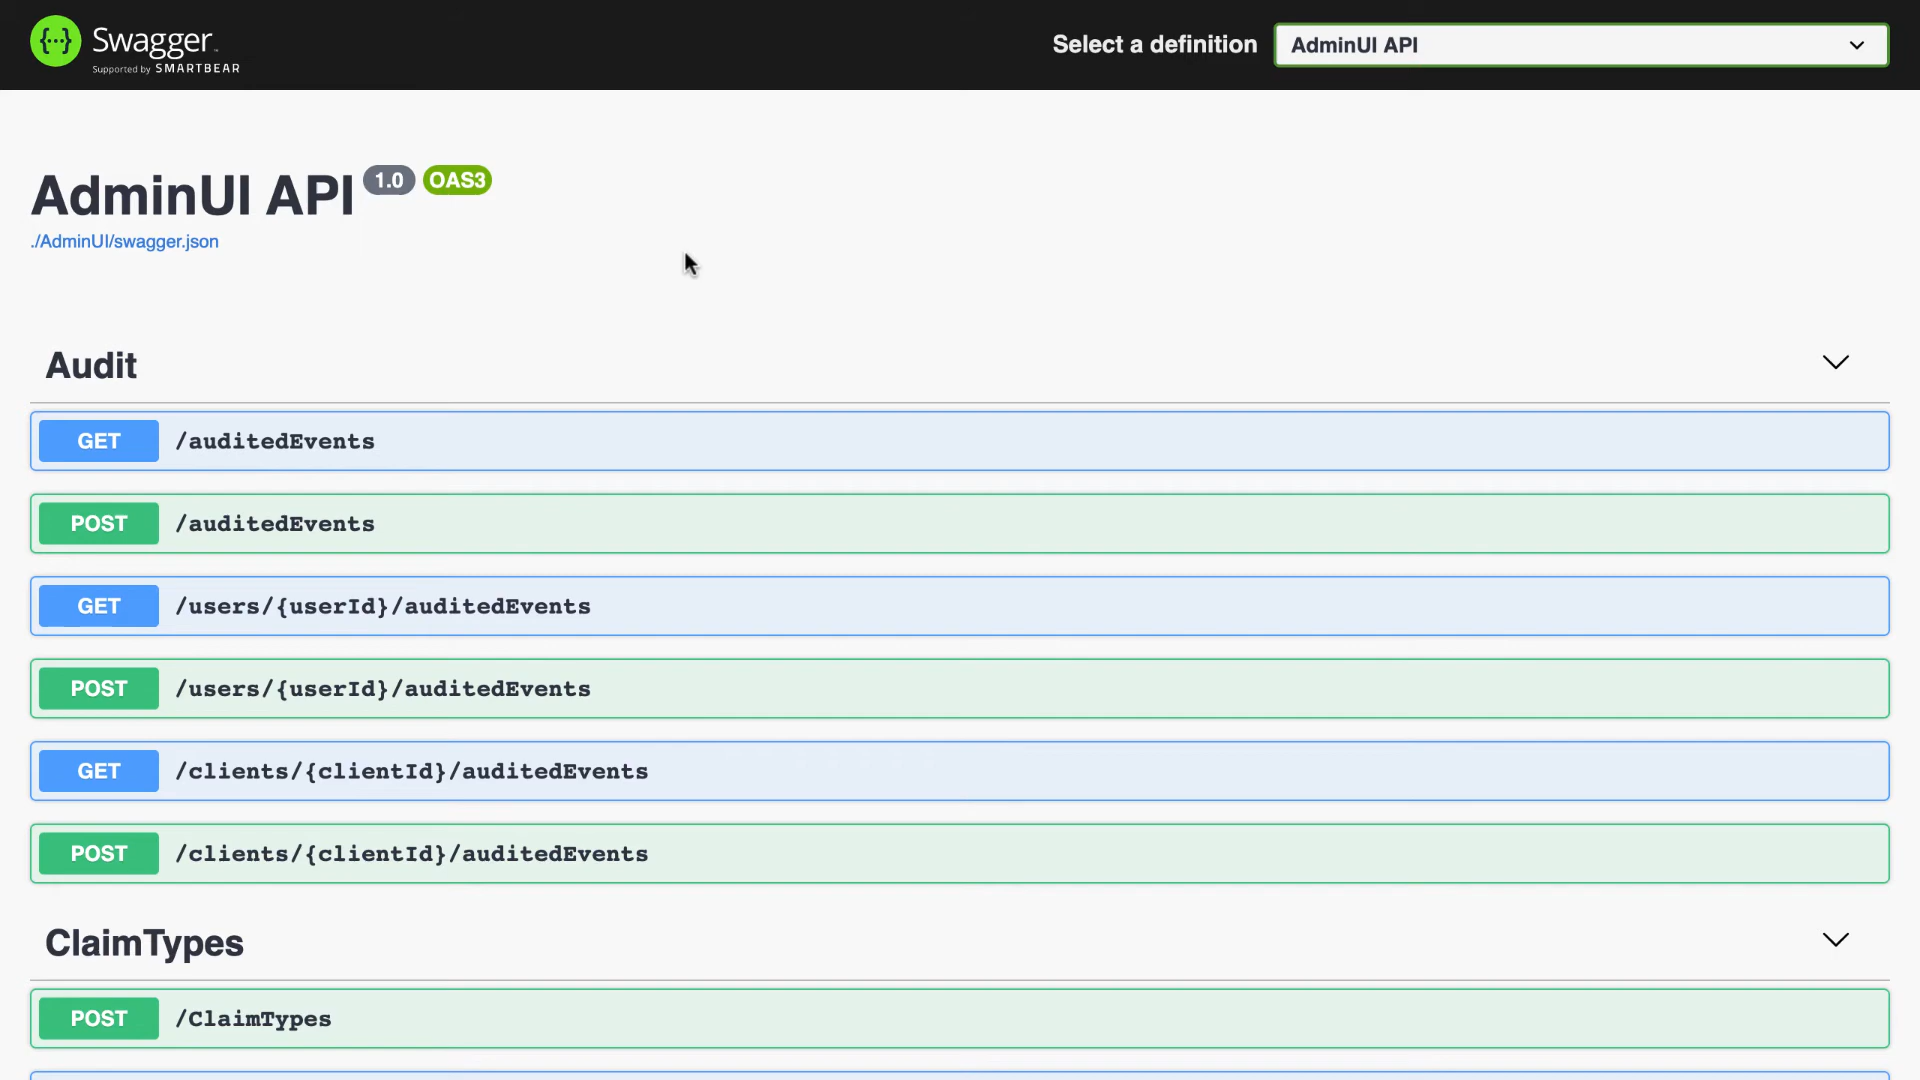 Swagger™
Supported by SMARTBEAR
Select a definition
AdminUI API
AdminUI API 1.0 OAS3
./AdminUI/swagger.json
Audit
GET /auditedEvents
POST /auditedEvents
GET /users/{userId}/auditedEvents
POST /users/{userId}/auditedEvents
GET /clients/{clientId}/auditedEvents
POST /clients/{clientId}/auditedEvents
ClaimTypes
POST /ClaimTypes